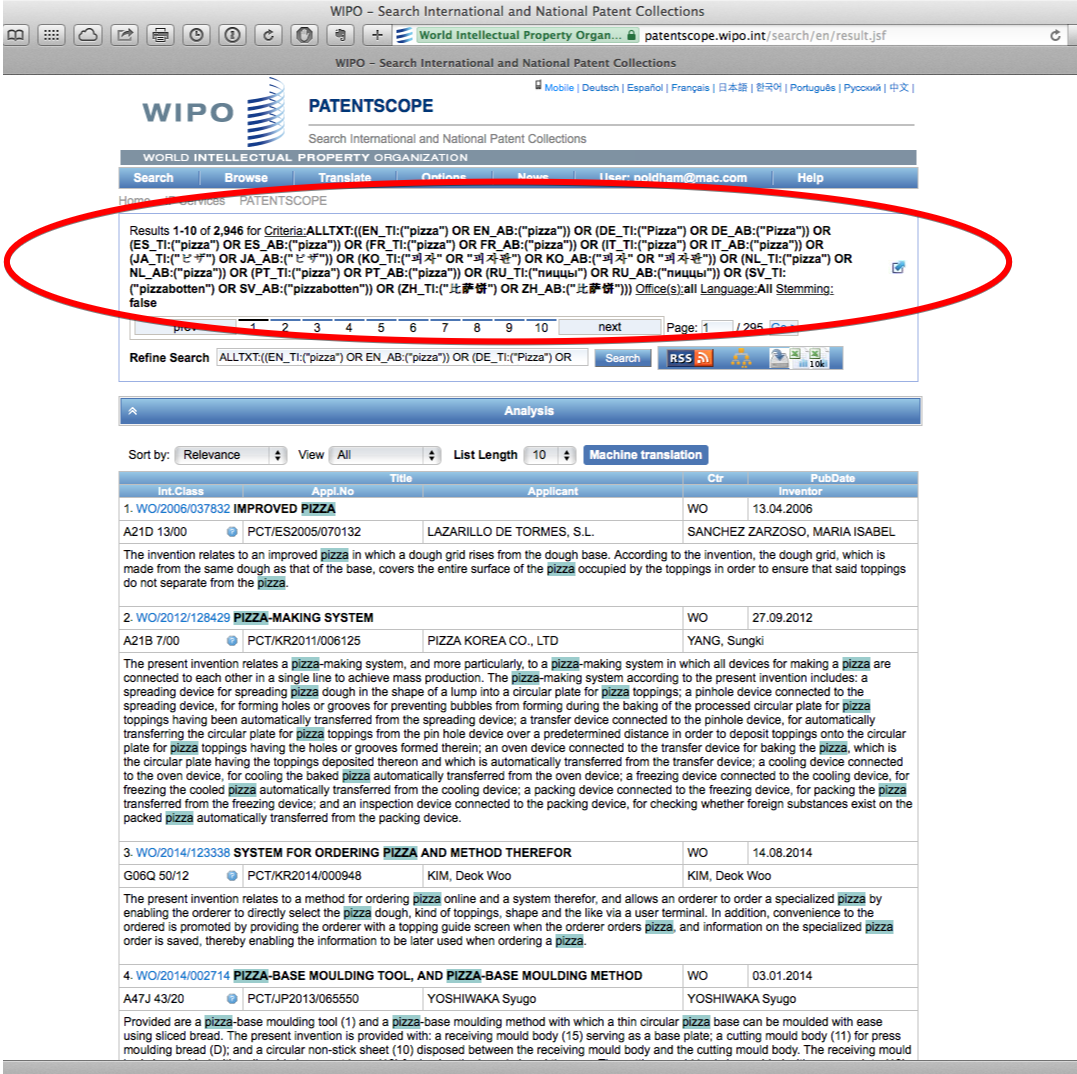 WIPO – Search International and National Patent Collections
World Intellectual Property Organ... patentscope.wipo.int/search/en/result.jsf
WIPO – Search International and National Patent Collections
Mobile | Deutsch | Español | Français | 日本語 | 한국어 | Português | Русский | 中文 |
WIPO
PATENTSCOPE
Search International and National Patent Collections
WORLD INTELLECTUAL PROPERTY ORGANIZATION
Search Browse Translate Options News User: poldham@mac.com Help
Home IP Services PATENTSCOPE
Results 1-10 of 2,946 for Criteria:ALLTXT:((EN_TI:("pizza") OR EN_AB:("pizza")) OR (DE_TI:("Pizza") OR DE_AB:("Pizza")) OR
(ES_TI:("pizza") OR ES_AB:("pizza")) OR (FR_TI:("pizza") OR FR_AB:("pizza")) OR (IT_TI:("pizza") OR IT_AB:("pizza")) OR
(JA_TI:("ピザ") OR JA_AB:("ピザ")) OR (KO_TI:("피자" OR "피자판") OR KO_AB:("피자" OR "피자판")) OR (NL_TI:("pizza") OR
NL_AB:("pizza")) OR (PT_TI:("pizza") OR PT_AB:("pizza")) OR (RU_TI:("пиццы") OR RU_AB:("пиццы")) OR (SV_TI:
("pizzabotten") OR SV_AB:("pizzabotten")) OR (ZH_TI:("比萨饼") OR ZH_AB:("比萨饼"))) Office(s):all Language:All Stemming:
false
prev 1 2 3 4 5 6 7 8 9 10 next Page: 1 / 295 Go >
Refine Search ALLTXT:((EN_TI:("pizza") OR EN_AB:("pizza")) OR (DE_TI:("Pizza") OR Search RSS 10k
Analysis
Sort by: Relevance View All List Length 10 Machine translation
Title Ctr PubDate
Int.Class Appl.No Applicant Inventor
1. WO/2006/037832 IMPROVED PIZZA WO 13.04.2006
A21D 13/00 PCT/ES2005/070132 LAZARILLO DE TORMES, S.L. SANCHEZ ZARZOSO, MARIA ISABEL
The invention relates to an improved pizza in which a dough grid rises from the dough base. According to the invention, the dough grid, which is
made from the same dough as that of the base, covers the entire surface of the pizza occupied by the toppings in order to ensure that said toppings
do not separate from the pizza.
2. WO/2012/128429 PIZZA-MAKING SYSTEM WO 27.09.2012
A21B 7/00 PCT/KR2011/006125 PIZZA KOREA CO., LTD YANG, Sungki
The present invention relates a pizza-making system, and more particularly, to a pizza-making system in which all devices for making a pizza are
connected to each other in a single line to achieve mass production. The pizza-making system according to the present invention includes: a
spreading device for spreading pizza dough in the shape of a lump into a circular plate for pizza toppings; a pinhole device connected to the
spreading device, for forming holes or grooves for preventing bubbles from forming during the baking of the processed circular plate for pizza
toppings having been automatically transferred from the spreading device; a transfer device connected to the pinhole device, for automatically
transferring the circular plate for pizza toppings from the pin hole device over a predetermined distance in order to deposit toppings onto the circular
plate for pizza toppings having the holes or grooves formed therein; an oven device connected to the transfer device for baking the pizza, which is
the circular plate having the toppings deposited thereon and which is automatically transferred from the transfer device; a cooling device connected
to the oven device, for cooling the baked pizza automatically transferred from the oven device; a freezing device connected to the cooling device, for
freezing the cooled pizza automatically transferred from the cooling device; a packing device connected to the freezing device, for packing the pizza
transferred from the freezing device; and an inspection device connected to the packing device, for checking whether foreign substances exist on the
packed pizza automatically transferred from the packing device.
3. WO/2014/123338 SYSTEM FOR ORDERING PIZZA AND METHOD THEREFOR WO 14.08.2014
G06Q 50/12 PCT/KR2014/000948 KIM, Deok Woo KIM, Deok Woo
The present invention relates to a method for ordering pizza online and a system therefor, and allows an orderer to order a specialized pizza by
enabling the orderer to directly select the pizza dough, kind of toppings, shape and the like via a user terminal. In addition, convenience to the
ordered is promoted by providing the orderer with a topping guide screen when the orderer orders pizza, and information on the specialized pizza
order is saved, thereby enabling the information to be later used when ordering a pizza.
4. WO/2014/002714 PIZZA-BASE MOULDING TOOL, AND PIZZA-BASE MOULDING METHOD WO 03.01.2014
A47J 43/20 PCT/JP2013/065550 YOSHIWAKA Syugo YOSHIWAKA Syugo
Provided are a pizza-base moulding tool (1) and a pizza-base moulding method with which a thin circular pizza base can be moulded with ease
using sliced bread. The present invention is provided with: a receiving mould body (15) serving as a base plate; a cutting mould body (11) for press
moulding bread (D); and a circular non-stick sheet (10) disposed between the receiving mould body and the cutting mould body. The receiving mould